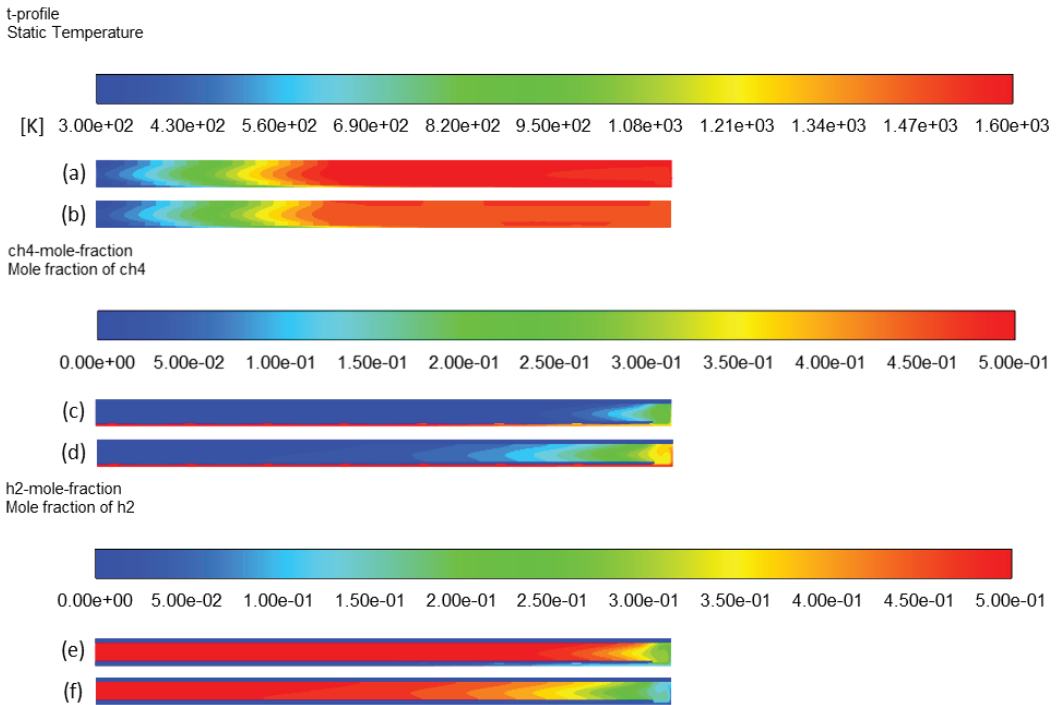 t-profile
Static Temperature
[K] 3.00e+02 4.30e+02 5.60e+02 6.90e+02 8.20e+02 9.50e+02 1.08e+03 1.21e+03 1.34e+03 1.47e+03 1.60e+03
(a)
(b)
ch4-mole-fraction
Mole fraction of ch4
0.00e+00 5.00e-02 1.00e-01 1.50e-01 2.00e-01 2.50e-01 3.00e-01 3.50e-01 4.00e-01 4.50e-01 5.00e-01
(c)
(d)
h2-mole-fraction
Mole fraction of h2
0.00e+00 5.00e-02 1.00e-01 1.50e-01 2.00e-01 2.50e-01 3.00e-01 3.50e-01 4.00e-01 4.50e-01 5.00e-01
(e)
(f)